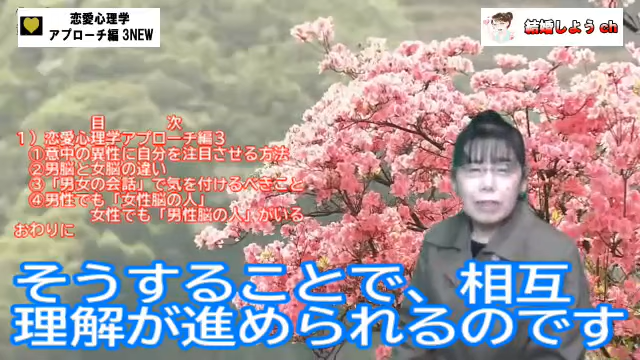 恋愛心理学
アプローチ編 3NEW
結婚しよう ch
目 次
1）恋愛心理学アプローチ編３
①意中の異性に自分を注目させる方法
②男脳と女脳の違い
③「男女の会話」で気を付けるべきこと
④男性でも「女性脳の人」
女性でも「男性脳の人」がいる
おわりに
そうすることで、相互
理解が進められるのです